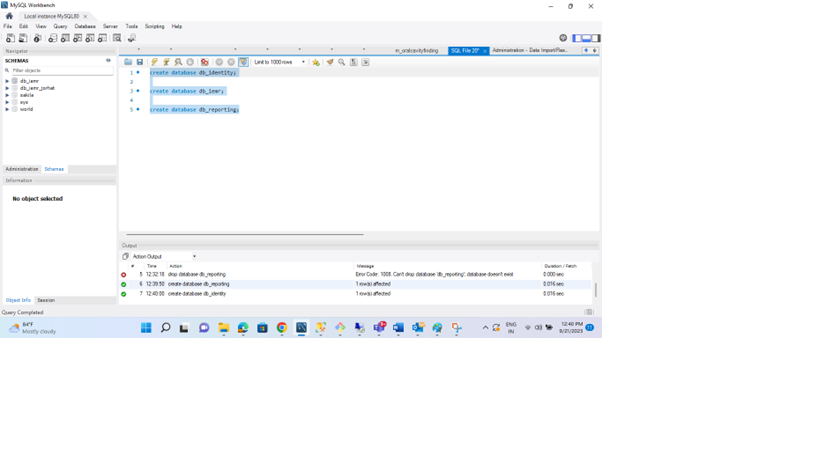 MySQL Workbench
Local instance MySQL80 x
File Edit View Query Database Server Tools Scripting Help
Navigator
SCHEMAS
Filter objects
db_iemr
sakila
sys
world
Administration Schemas
Information
No object selected
Object Info Session
Query Completed
m_oralcavityfinding SQL File 20* x Administration - Data Import/Res...
Limit to 1000 rows
1 create database db_identity;
2
3 create database db_iemr;
4
5 create database db_reporting;
Output
Action Output
# Time Action Message Duration / Fetch
5 12:32:18 drop database db_reporting Error Code: 1008. Can't drop database 'db_reporting'; database doesn't exist 0.000 sec
6 12:39:50 create database db_reporting 1 row(s) affected 0.016 sec
7 12:40:00 create database db_identity 1 row(s) affected 0.016 sec
84°F
Mostly cloudy
ENG
IN
12:40 PM
9/21/2023